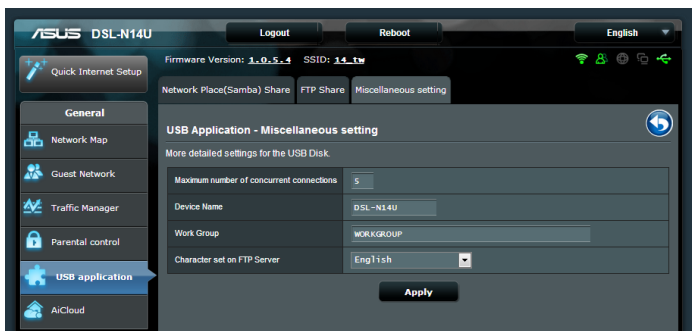 ASUS DSL-N14U Logout Reboot English
Quick Internet Setup
Firmware Version: 1.0.5.4 SSID: 14_tw
Network Place(Samba) Share FTP Share Miscellaneous setting
General
Network Map
Guest Network
Traffic Manager
Parental control
USB application
AiCloud
USB Application - Miscellaneous setting
More detailed settings for the USB Disk.
Maximum number of concurrent connections 5
Device Name DSL-N14U
Work Group WORKGROUP
Character set on FTP Server English
Apply